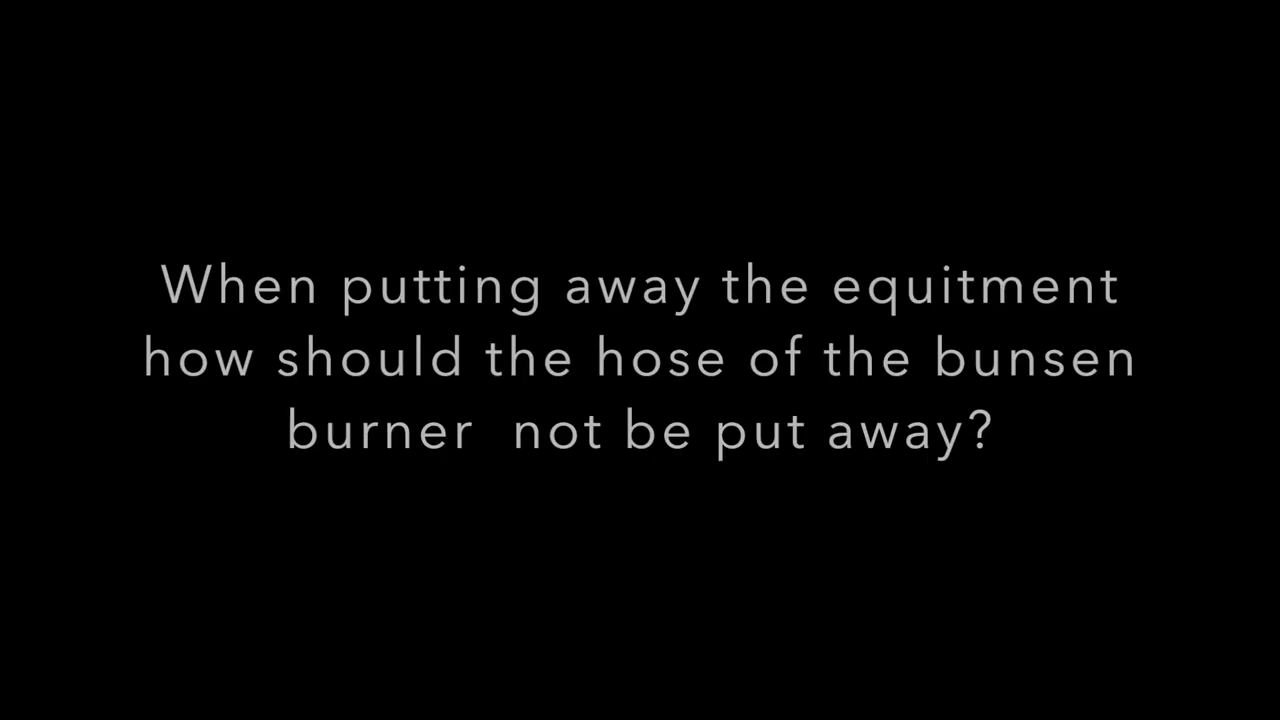 When putting away the equitment
how should the hose of the bunsen
burner  not be put away?